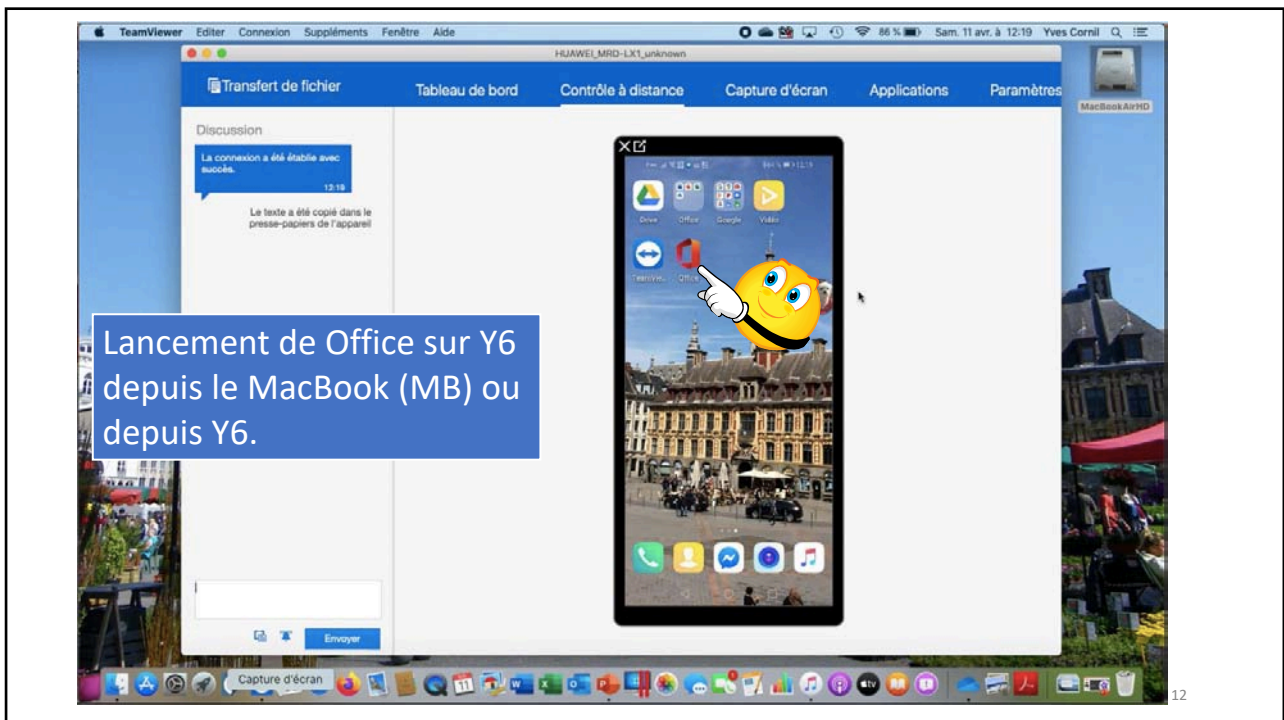 TeamViewer Editer Connexion Suppléments Fenêtre Aide 86 % Sam. 11 avr. à 12:19 Yves Cornil
HUAWEI_MRD-LX1_unknown
Transfert de fichier Tableau de bord Contrôle à distance Capture d'écran Applications Paramètres
MacBookAirHD
Discussion
La connexion a été établie avec
succès.
12:18
Le texte a été copié dans le
presse-papiers de l'appareil
Drive Office Google Vidéo
TeamVie... Office
Lancement de Office sur Y6
depuis le MacBook (MB) ou
depuis Y6.
Envoyer
Capture d'écran
12